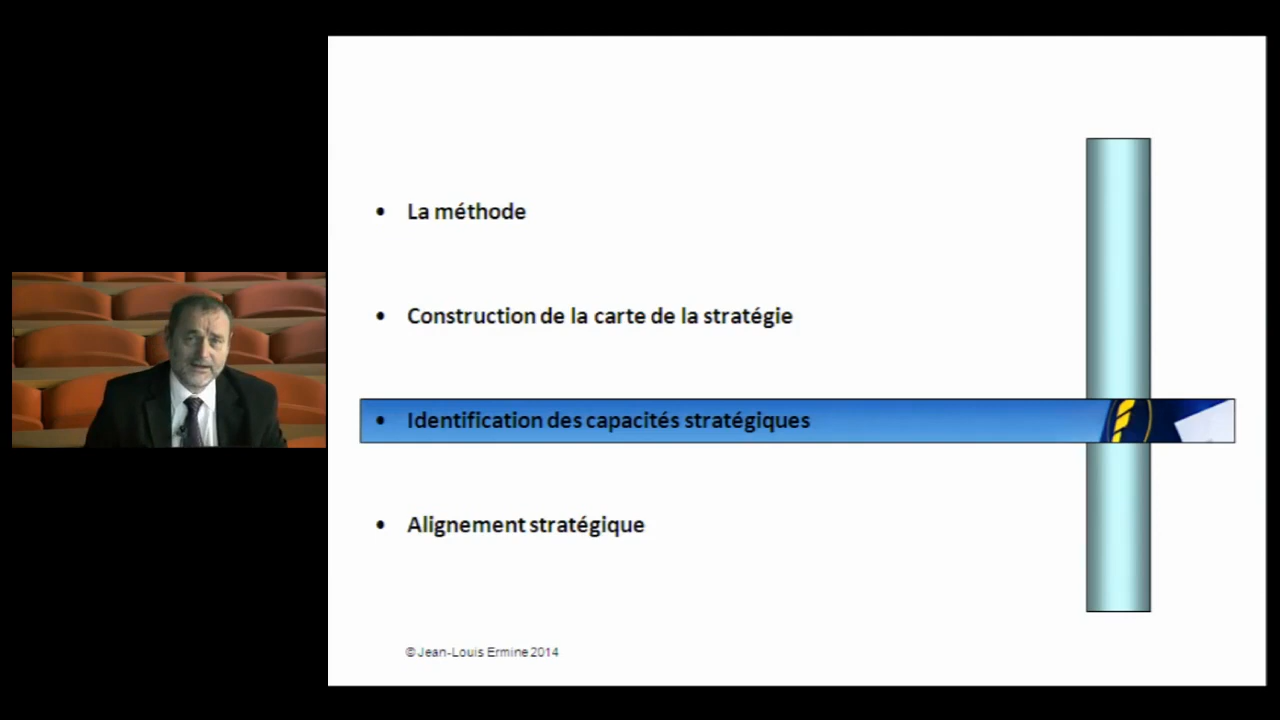 • La méthode
• Construction de la carte de la stratégie
• Identification des capacités stratégiques
• Alignement stratégique
© Jean-Louis Ermine 2014